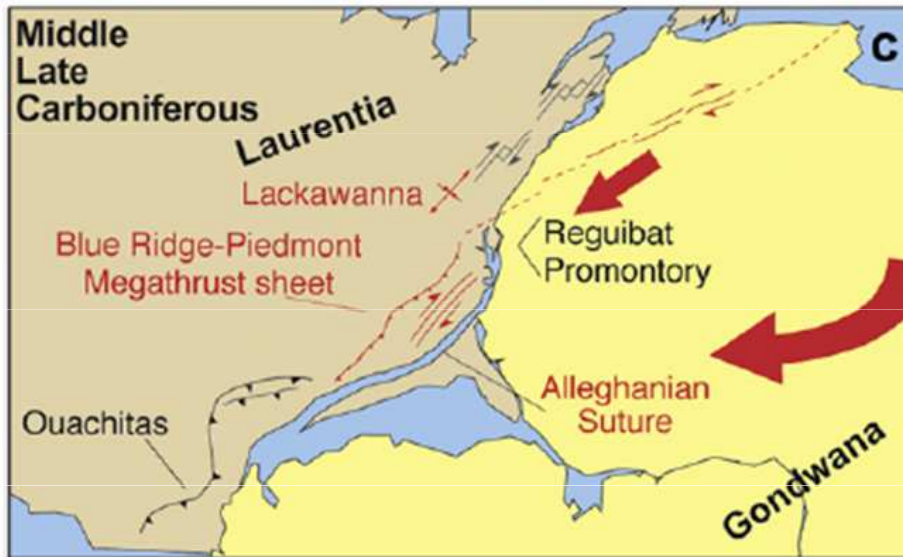 Middle
Late
Carboniferous
C
Laurentia
Lackawanna
Blue Ridge-Piedmont
Megathrust sheet
Reguibat
Promontory
Ouachitas
Alleghanian
Suture
Gondwana